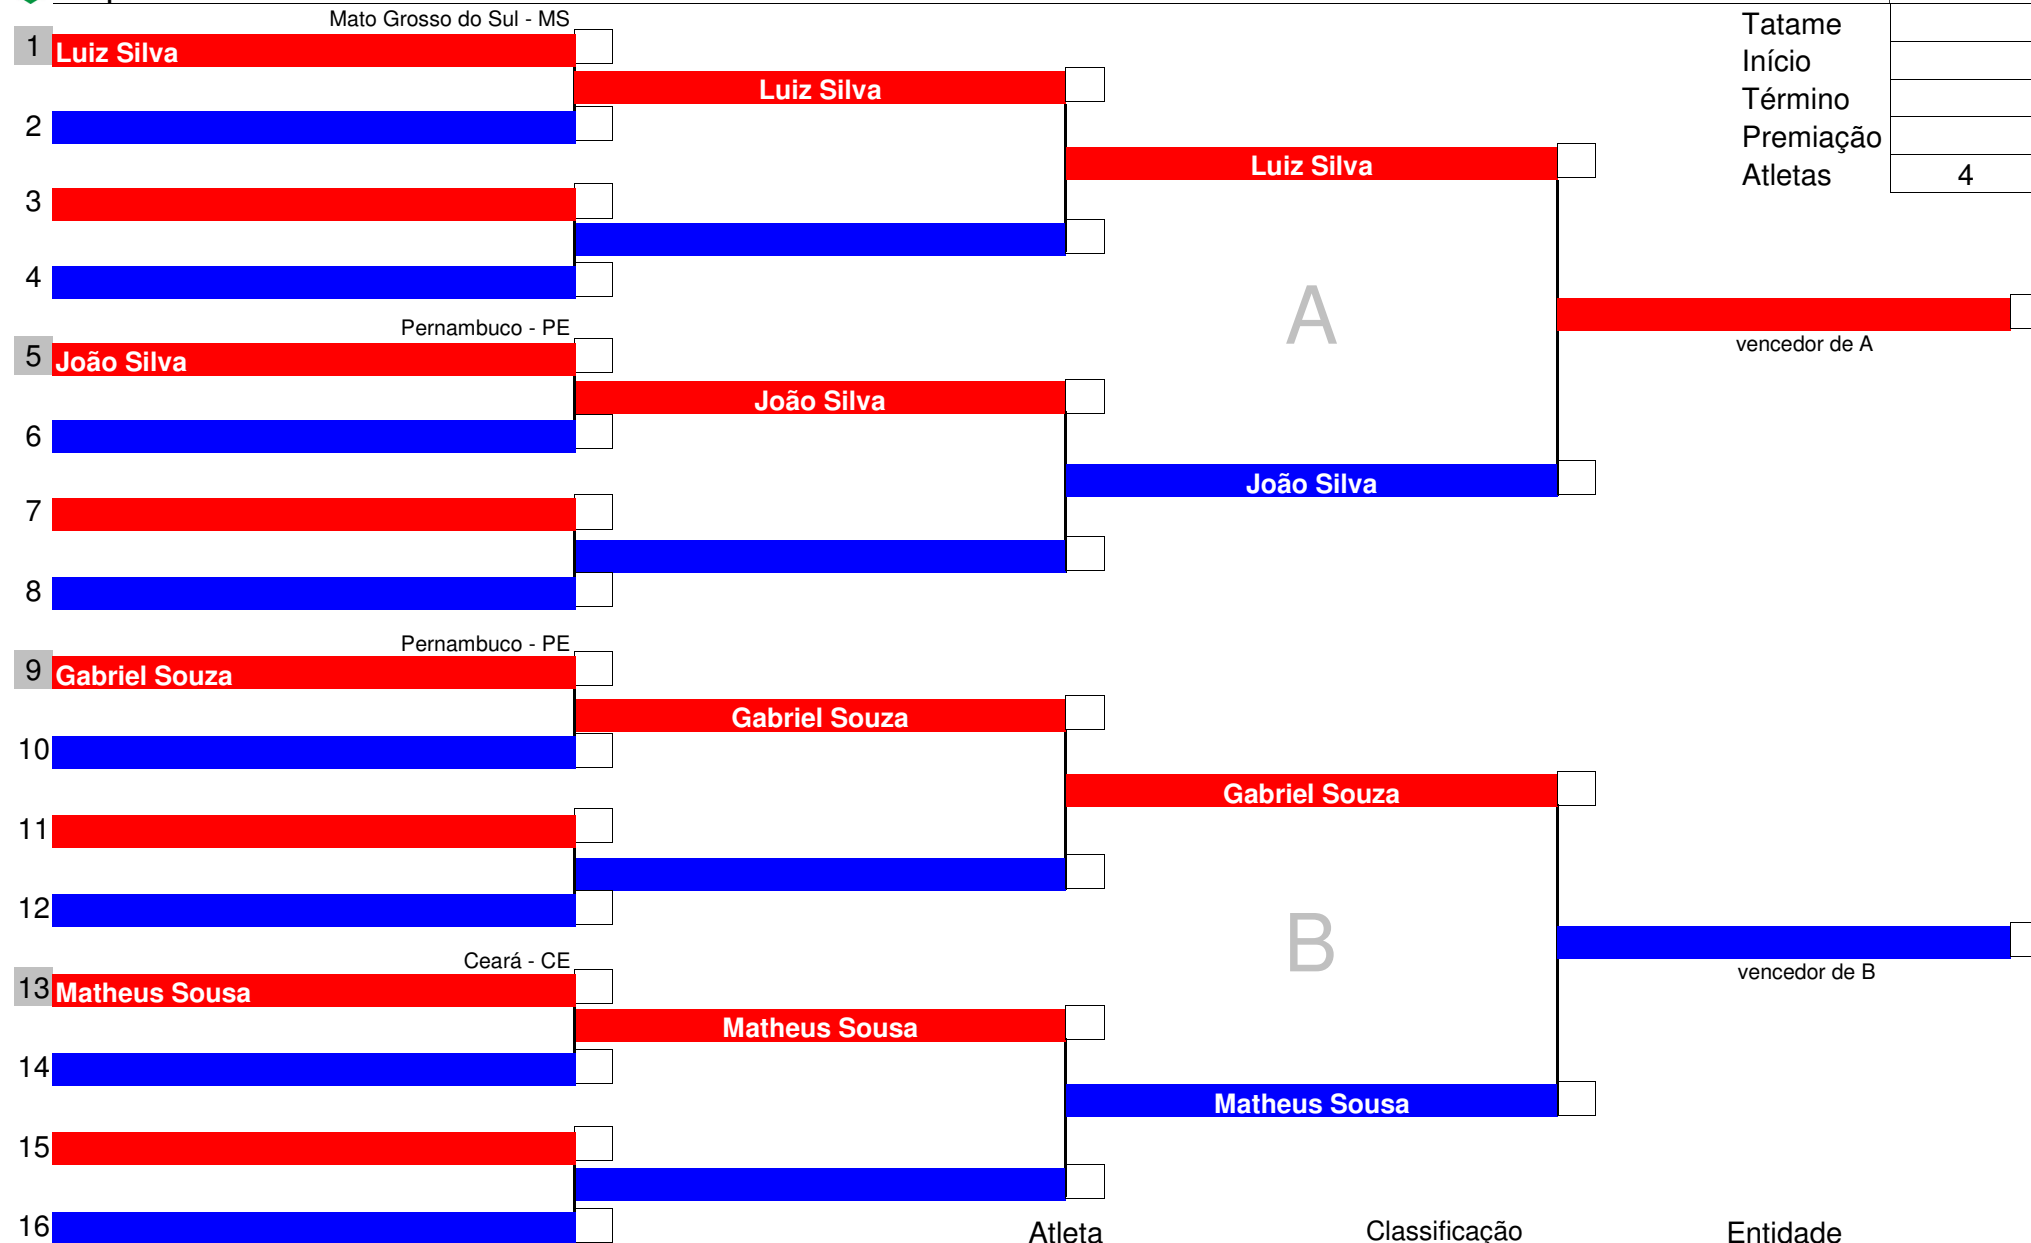 Mato Grosso do Sul - MS
1 Luiz Silva
Luiz Silva
2
Luiz Silva
3
4
Tatame
Início
Término
Premiação
Atletas 4
A
vencedor de A
Pernambuco - PE
5 João Silva
João Silva
6
João Silva
7
8
Pernambuco - PE
9 Gabriel Souza
Gabriel Souza
10
Gabriel Souza
11
12
B
vencedor de B
Ceará - CE
13 Matheus Sousa
Matheus Sousa
14
Matheus Sousa
15
16
Atleta Classificação Entidade